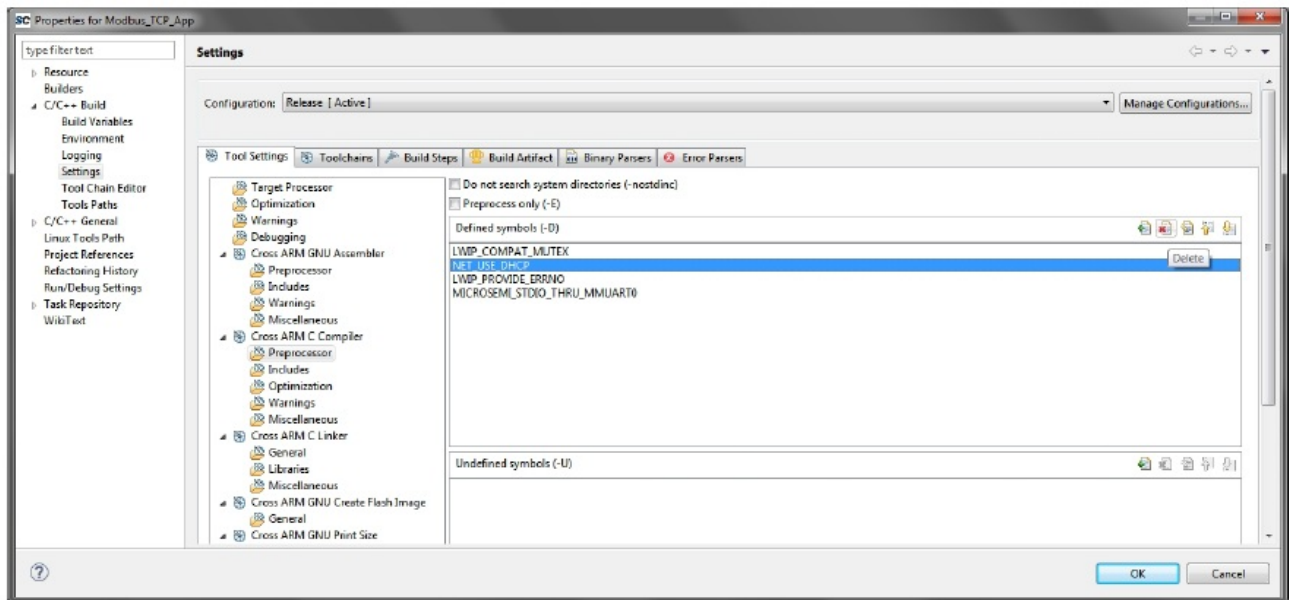 SC Properties for Modbus_TCP_App
type filter text
Resource
Builders
C/C++ Build
Build Variables
Environment
Logging
Settings
Tool Chain Editor
Tools Paths
C/C++ General
Linux Tools Path
Project References
Refactoring History
Run/Debug Settings
Task Repository
WikiText
Settings
Configuration: Release [ Active ]
Manage Configurations...
Tool Settings Toolchains Build Steps Build Artifact Binary Parsers Error Parsers
Target Processor
Optimization
Warnings
Debugging
Cross ARM GNU Assembler
Preprocessor
Includes
Warnings
Miscellaneous
Cross ARM C Compiler
Preprocessor
Includes
Optimization
Warnings
Miscellaneous
Cross ARM C Linker
General
Libraries
Miscellaneous
Cross ARM GNU Create Flash Image
General
Cross ARM GNU Print Size
Do not search system directories (-nostdinc)
Preprocess only (-E)
Defined symbols (-D)
LWIP_COMPAT_MUTEX
NET_USE_DHCP
LWIP_PROVIDE_ERRNO
MICROSEMI_STDIO_THRU_MMUART0
Delete
Undefined symbols (-U)
OK
Cancel